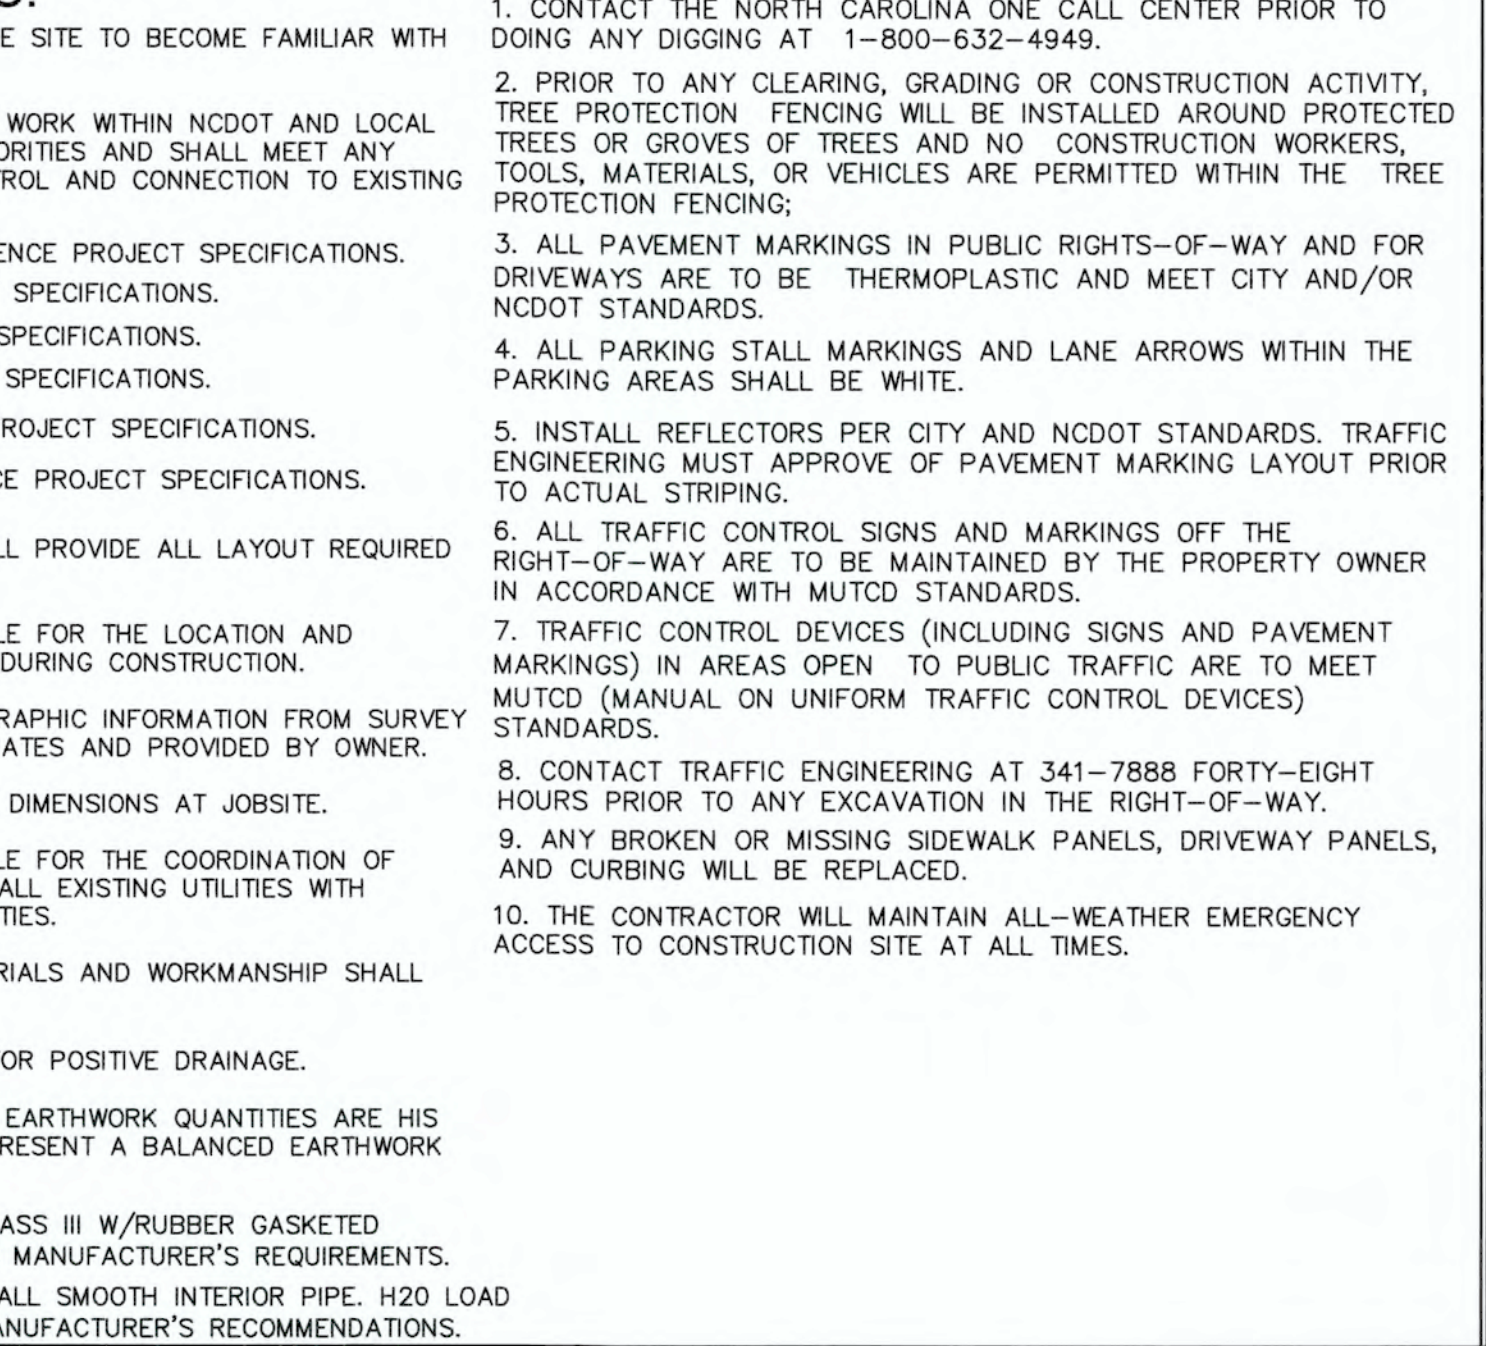 S:
E SITE TO BECOME FAMILIAR WITH
WORK WITHIN NCDOT AND LOCAL
ORITIES AND SHALL MEET ANY
TROL AND CONNECTION TO EXISTING
ENCE PROJECT SPECIFICATIONS.
SPECIFICATIONS.
SPECIFICATIONS.
SPECIFICATIONS.
ROJECT SPECIFICATIONS.
CE PROJECT SPECIFICATIONS.
LL PROVIDE ALL LAYOUT REQUIRED
LE FOR THE LOCATION AND
DURING CONSTRUCTION.
RAPHIC INFORMATION FROM SURVEY
ATES AND PROVIDED BY OWNER.
DIMENSIONS AT JOBSITE.
LE FOR THE COORDINATION OF
ALL EXISTING UTILITIES WITH
TIES.
RIALS AND WORKMANSHIP SHALL
OR POSITIVE DRAINAGE.
EARTHWORK QUANTITIES ARE HIS
RESENT A BALANCED EARTHWORK
ASS III W/RUBBER GASKETED
MANUFACTURER'S REQUIREMENTS.
ALL SMOOTH INTERIOR PIPE. H20 LOAD
ANUFACTURER'S RECOMMENDATIONS.
1. CONTACT THE NORTH CAROLINA ONE CALL CENTER PRIOR TO
DOING ANY DIGGING AT 1-800-632-4949.
2. PRIOR TO ANY CLEARING, GRADING OR CONSTRUCTION ACTIVITY,
TREE PROTECTION FENCING WILL BE INSTALLED AROUND PROTECTED
TREES OR GROVES OF TREES AND NO CONSTRUCTION WORKERS,
TOOLS, MATERIALS, OR VEHICLES ARE PERMITTED WITHIN THE TREE
PROTECTION FENCING;
3. ALL PAVEMENT MARKINGS IN PUBLIC RIGHTS-OF-WAY AND FOR
DRIVEWAYS ARE TO BE THERMOPLASTIC AND MEET CITY AND/OR
NCDOT STANDARDS.
4. ALL PARKING STALL MARKINGS AND LANE ARROWS WITHIN THE
PARKING AREAS SHALL BE WHITE.
5. INSTALL REFLECTORS PER CITY AND NCDOT STANDARDS. TRAFFIC
ENGINEERING MUST APPROVE OF PAVEMENT MARKING LAYOUT PRIOR
TO ACTUAL STRIPING.
6. ALL TRAFFIC CONTROL SIGNS AND MARKINGS OFF THE
RIGHT-OF-WAY ARE TO BE MAINTAINED BY THE PROPERTY OWNER
IN ACCORDANCE WITH MUTCD STANDARDS.
7. TRAFFIC CONTROL DEVICES (INCLUDING SIGNS AND PAVEMENT
MARKINGS) IN AREAS OPEN TO PUBLIC TRAFFIC ARE TO MEET
MUTCD (MANUAL ON UNIFORM TRAFFIC CONTROL DEVICES)
STANDARDS.
8. CONTACT TRAFFIC ENGINEERING AT 341-7888 FORTY-EIGHT
HOURS PRIOR TO ANY EXCAVATION IN THE RIGHT-OF-WAY.
9. ANY BROKEN OR MISSING SIDEWALK PANELS, DRIVEWAY PANELS,
AND CURBING WILL BE REPLACED.
10. THE CONTRACTOR WILL MAINTAIN ALL-WEATHER EMERGENCY
ACCESS TO CONSTRUCTION SITE AT ALL TIMES.